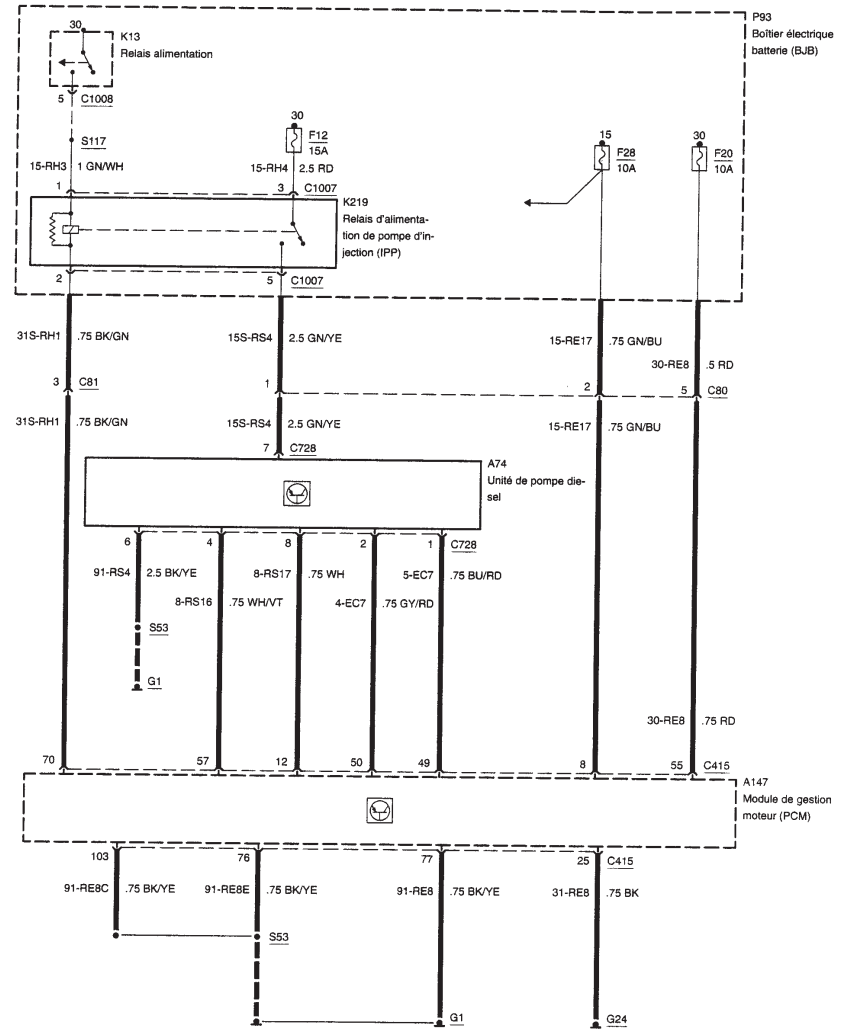 P93
Boîtier électrique
batterie (BJB)
30
K13
Relais alimentation
5 C1008
S117
30
F12
15A
15
F28
10A
30
F20
10A
15-RH3 1 GN/WH
15-RH4 2.5 RD
1
3 C1007
K219
Relais d'alimenta-
tion de pompe d'in-
jection (IPP)
2
5 C1007
31S-RH1 .75 BK/GN
15S-RS4 2.5 GN/YE
15-RE17 .75 GN/BU
30-RE8 .5 RD
3 C81
1
2
5 C80
31S-RH1 .75 BK/GN
15S-RS4 2.5 GN/YE
15-RE17 .75 GN/BU
7 C728
A74
Unité de pompe die-
sel
6
4
8
2
1 C728
91-RS4 2.5 BK/YE
8-RS17 .75 WH
5-EC7 .75 BU/RD
8-RS16 .75 WH/VT
4-EC7 .75 GY/RD
S53
G1
30-RE8 .75 RD
70
57
12
50
49
8
55 C415
A147
Module de gestion
moteur (PCM)
103
76
77
25 C415
91-RE8C .75 BK/YE
91-RE8E .75 BK/YE
91-RE8 .75 BK/YE
31-RE8 .75 BK
S53
G1
G24